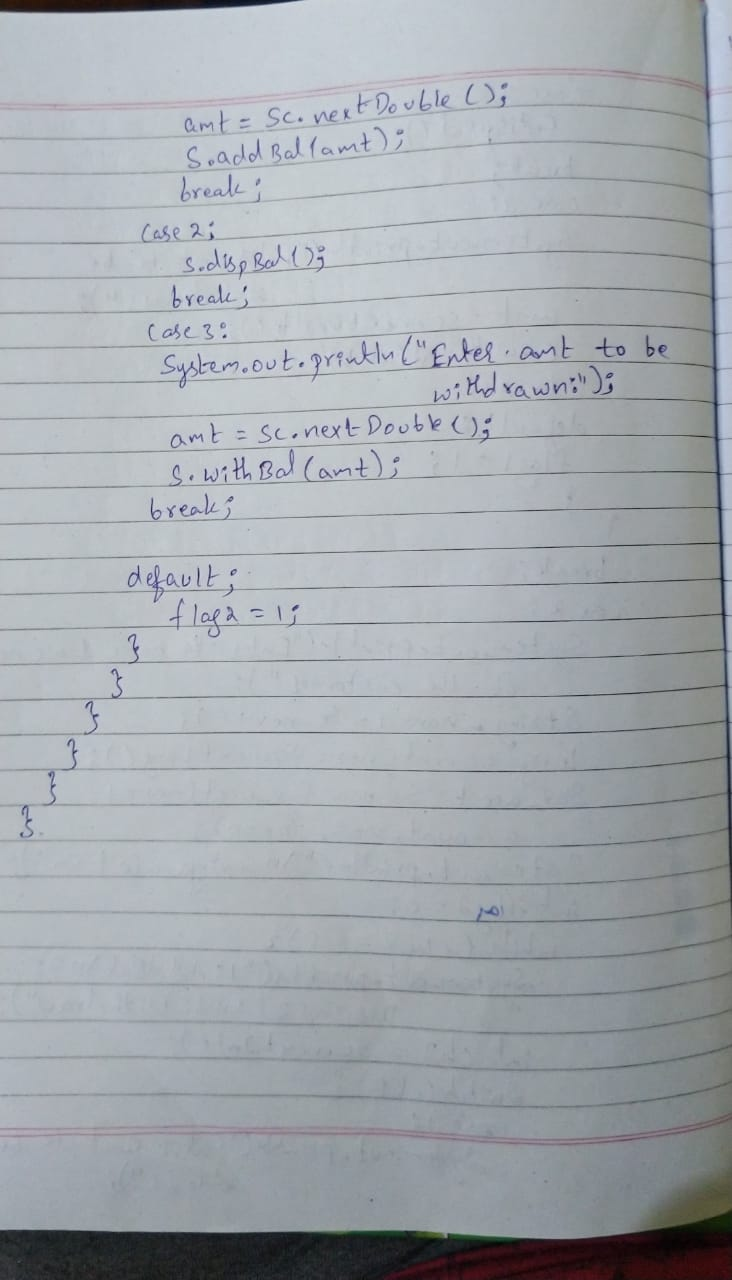 amt = Sc.nextDouble();
S.addBal(amt);
break;
Case 2;
S.dispBal();
break;
Case 3:
System.out.println("Enter. amt to be
withdrawn:");
amt = Sc.nextDouble();
S.withBal(amt);
break;
default;
flag2 = 1;
}
}
}
}
}
}.